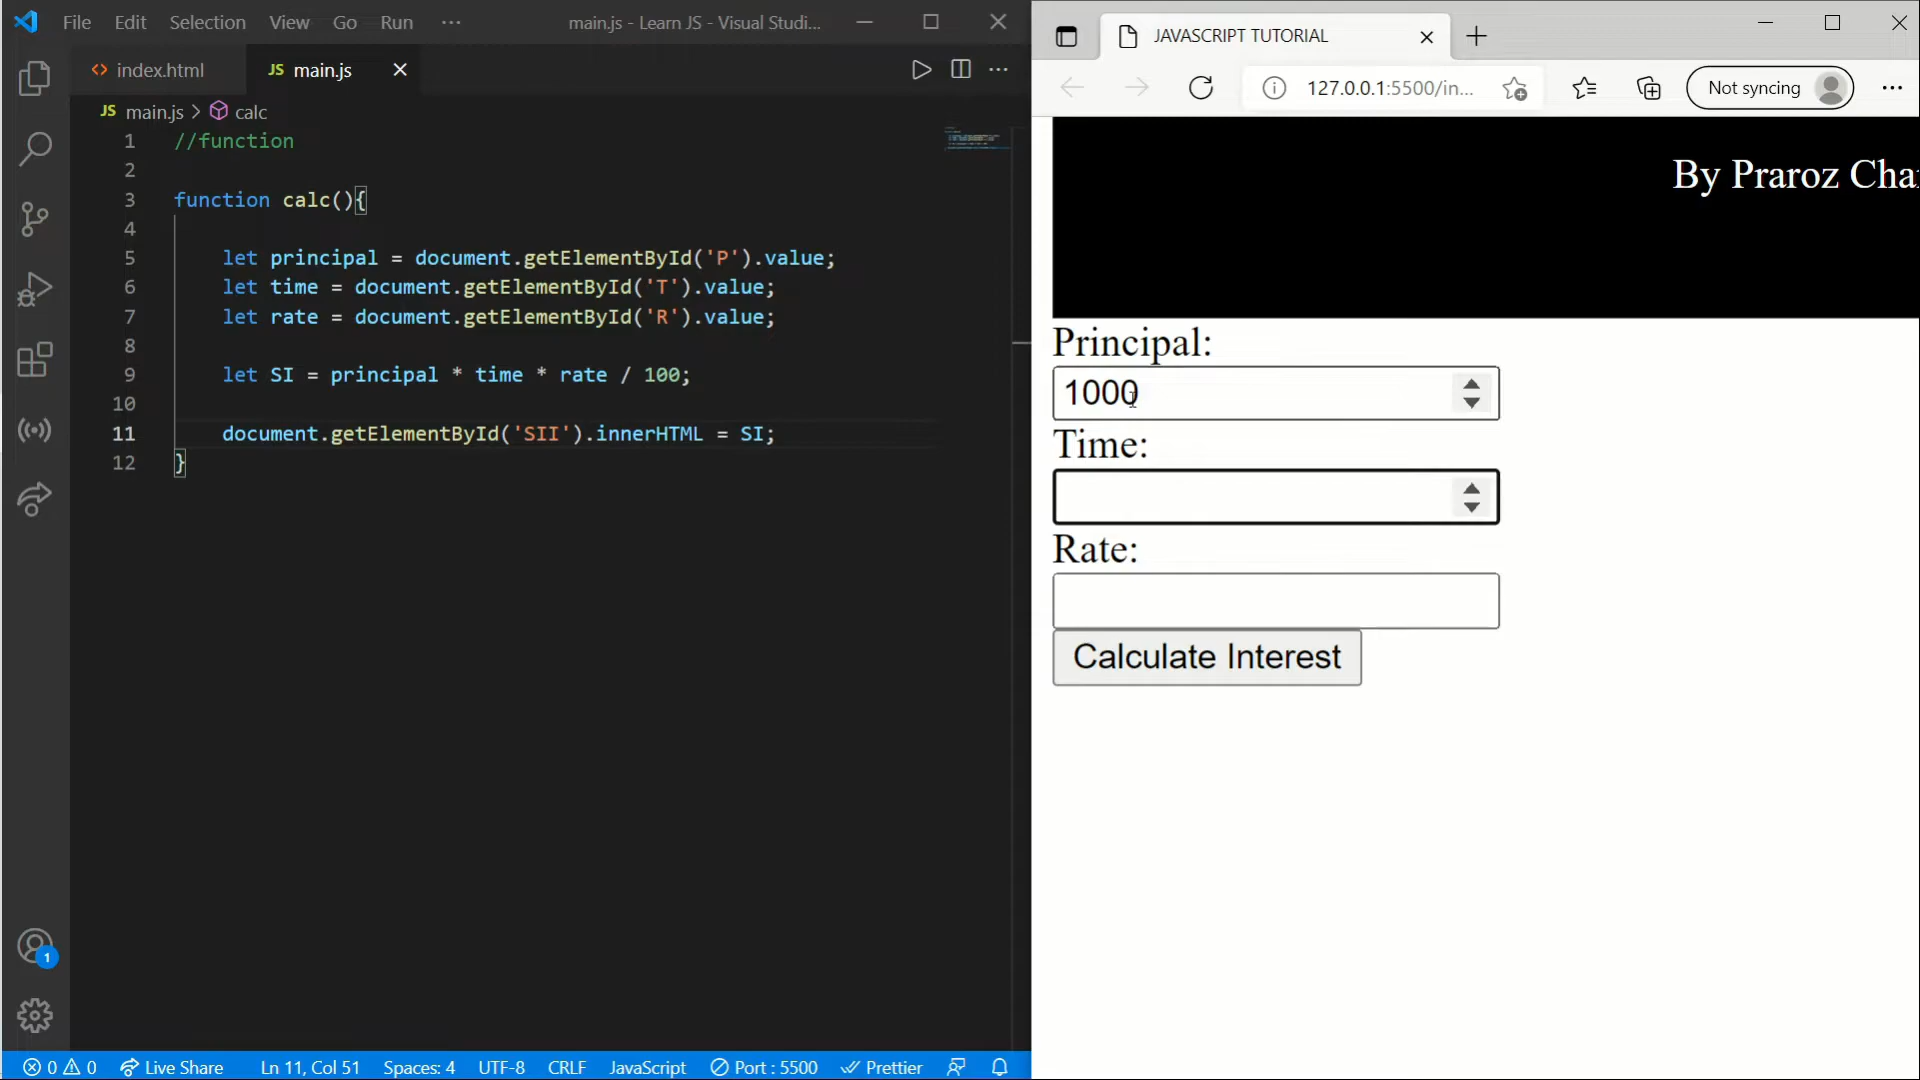 File Edit Selection View Go Run ··· main.js - Learn JS - Visual Studi...
index.html JS main.js
JS main.js > calc
1 //function
2
3 function calc(){
4
5 let principal = document.getElementById('P').value;
6 let time = document.getElementById('T').value;
7 let rate = document.getElementById('R').value;
8
9 let SI = principal * time * rate / 100;
10
11 document.getElementById('SII').innerHTML = SI;
12 }
1
0 0 Live Share Ln 11, Col 51 Spaces: 4 UTF-8 CRLF JavaScript Port : 5500 Prettier
JAVASCRIPT TUTORIAL
127.0.0.1:5500/in... Not syncing
By Praroz
Principal:
1000
Time:
Rate:
Calculate Interest